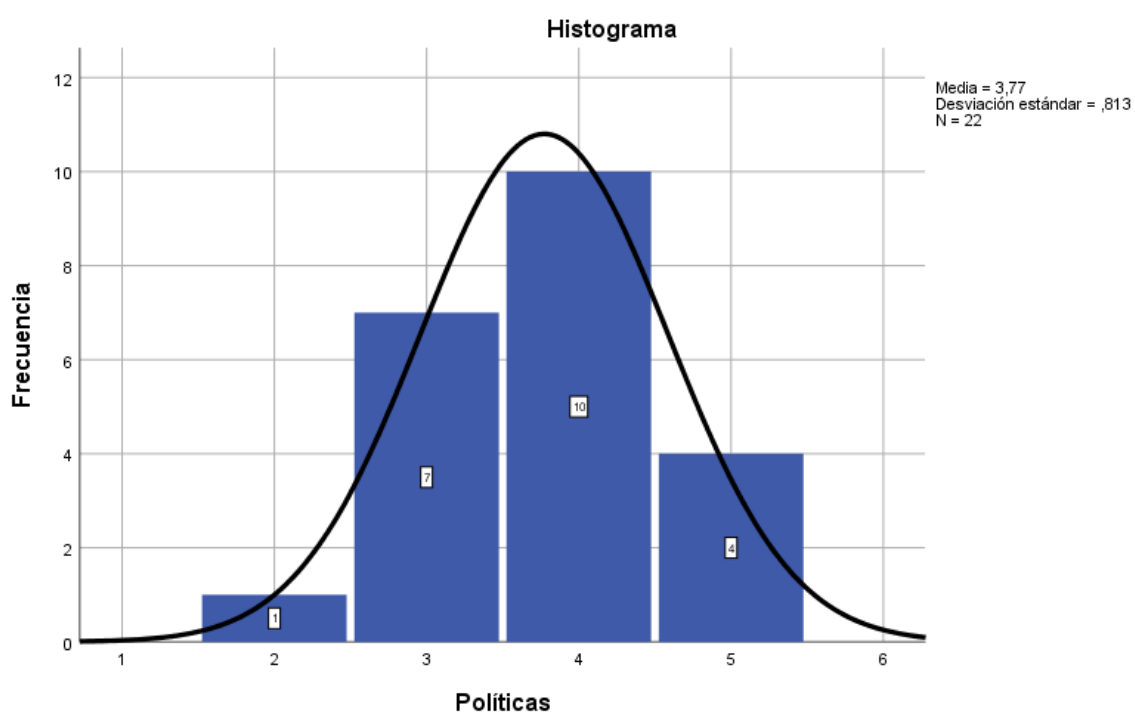 Histograma
Media = 3,77
Desviación estándar = ,813
N = 22
Frecuencia
12
10
8
6
4
2
0
1
7
10
4
1
2
3
4
5
6
Políticas